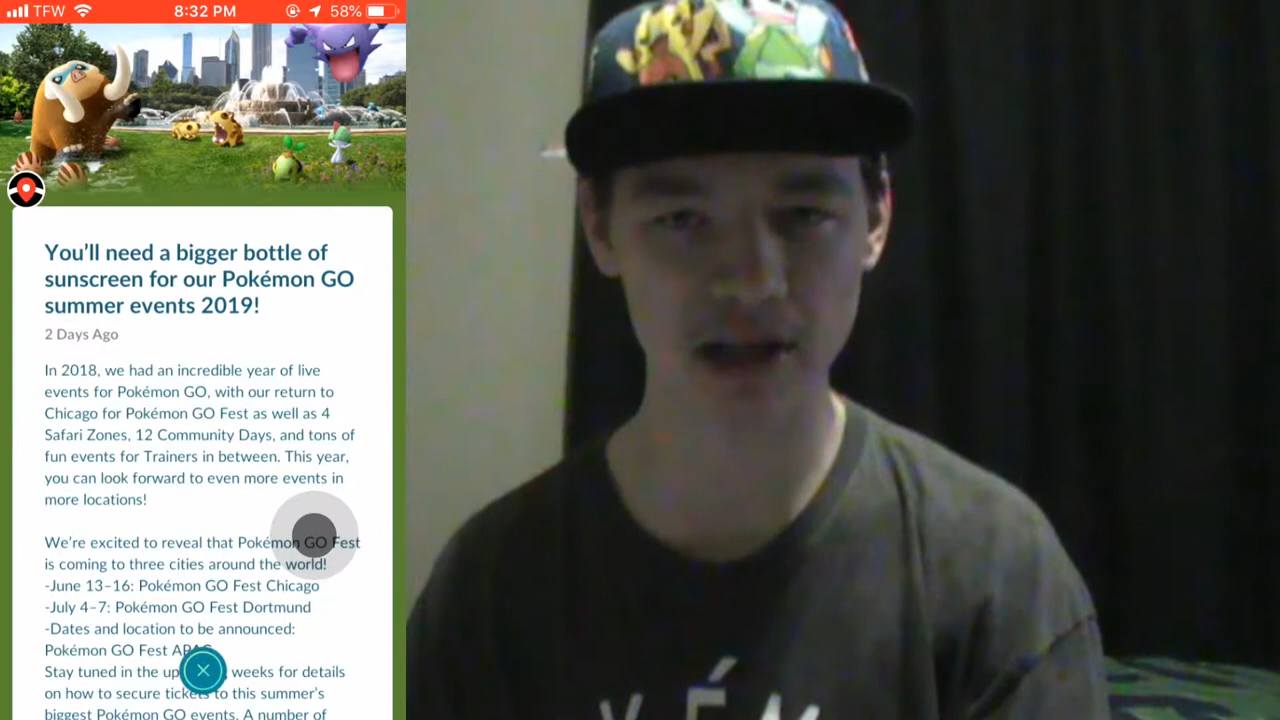 TFW 8:32 PM 58%
You’ll need a bigger bottle of
sunscreen for our Pokémon GO
summer events 2019!
2 Days Ago
In 2018, we had an incredible year of live
events for Pokémon GO, with our return to
Chicago for Pokémon GO Fest as well as 4
Safari Zones, 12 Community Days, and tons of
fun events for Trainers in between. This year,
you can look forward to even more events in
more locations!
We’re excited to reveal that Pokémon GO Fest
is coming to three cities around the world!
-June 13–16: Pokémon GO Fest Chicago
-July 4–7: Pokémon GO Fest Dortmund
-Dates and location to be announced:
Pokémon GO Fest
Stay tuned in the weeks for details
on how to secure tickets to this summer’s
biggest Pokémon GO events. A number of